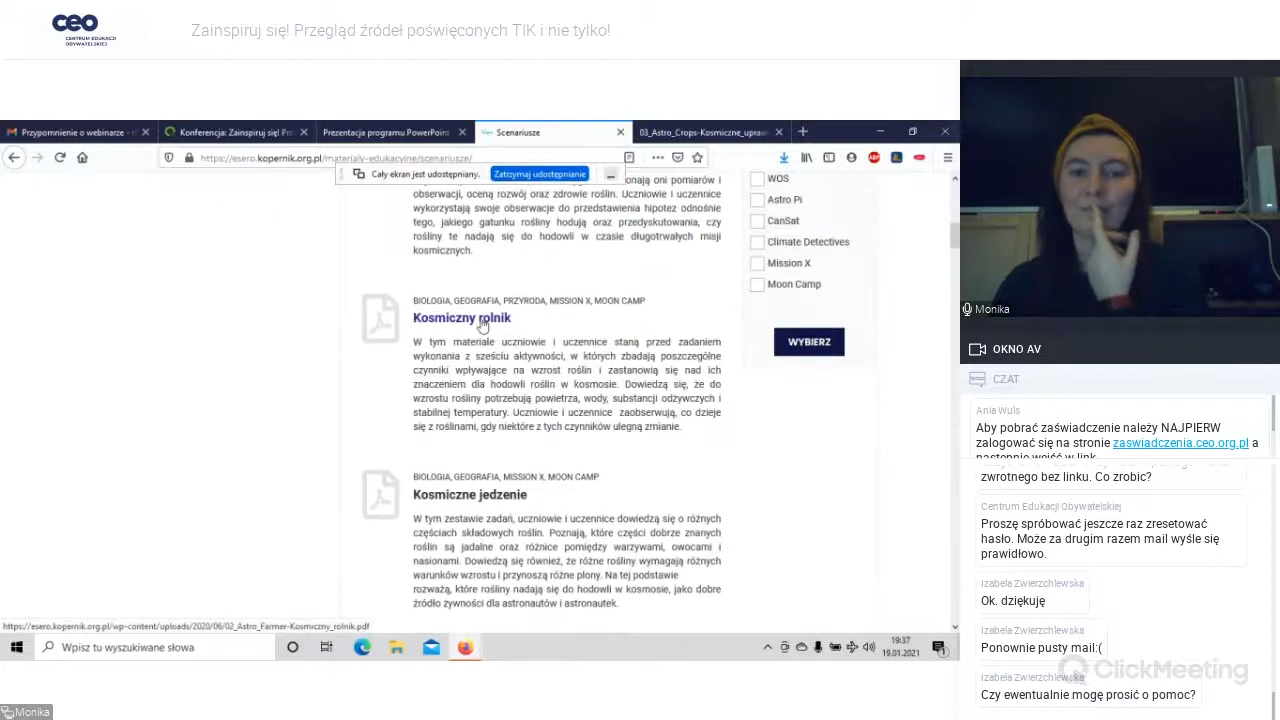 ceo
CENTRUM EDUKACJI
OBYWATELSKIEJ
Zainspiruj się! Przegląd źródeł poświęconych TIK i nie tylko!
Przypomnienie o webinarze - r
Konferencja: Zainspiruj się! Prz
Prezentacja programu PowerPoint
Scenariusze
03_Astro_Crops-Kosmiczne_upraw
https://esero.kopernik.org.pl/materialy-edukacyjne/scenariusze/
Cały ekran jest udostępniany.
Zatrzymaj udostępnianie
ABP
onają oni pomiarów i
obserwacji, oceną rozwój oraz zdrowie roślin. Uczniowie i uczennice
wykorzystają swoje obserwacje do przedstawienia hipotez odnośnie
tego, jakiego gatunku rośliny hodują oraz przedyskutowania, czy
rośliny te nadają się do hodowli w czasie długotrwałych misji
kosmicznych.
BIOLOGIA, GEOGRAFIA, PRZYRODA, MISSION X, MOON CAMP
Kosmiczny rolnik
W tym materiale uczniowie i uczennice staną przed zadaniem
wykonania z sześciu aktywności, w których zbadają poszczególne
czynniki wpływające na wzrost roślin i zastanowią się nad ich
znaczeniem dla hodowli roślin w kosmosie. Dowiedzą się, że do
wzrostu rośliny potrzebują powietrza, wody, substancji odżywczych i
stabilnej temperatury. Uczniowie i uczennice zaobserwują, co dzieje
się z roślinami, gdy niektóre z tych czynników ulegną zmianie.
BIOLOGIA, GEOGRAFIA, MISSION X, MOON CAMP
Kosmiczne jedzenie
W tym zestawie zadań, uczniowie i uczennice dowiedzą się o różnych
częściach składowych roślin. Poznają, które części dobrze znanych
roślin są jadalne oraz różnice pomiędzy warzywami, owocami i
nasionami. Dowiedzą się również, że różne rośliny wymagają różnych
warunków wzrostu i przynoszą różne plony. Na tej podstawie
rozważą, które rośliny nadają się do hodowli w kosmosie, jako dobre
źródło żywności dla astronautów i astronautek.
WOS
Astro Pi
CanSat
Climate Detectives
Mission X
Moon Camp
WYBIERZ
https://esero.kopernik.org.pl/wp-content/uploads/2020/06/02_Astro_Farmer-Kosmiczny_rolnik.pdf
Wpisz tu wyszukiwane słowa
19:37
19.01.2021
1
Monika
Monika
OKNO AV
CZAT
Ania Wuls
Aby pobrać zaświadczenie należy NAJPIERW
zalogować się na stronie zaswiadczenia.ceo.org.pl a
następnie wejść w link
zwrotnego bez linku. Co zrobic?
Centrum Edukacji Obywatelskiej
Proszę spróbować jeszcze raz zresetować
hasło. Może za drugim razem mail wyśle się
prawidłowo.
Izabela Zwierzchlewska
Ok. dziękuję
Izabela Zwierzchlewska
Ponownie pusty mail:(
Izabela Zwierzchlewska
Czy ewentualnie mogę prosić o pomoc?
ClickMeeting